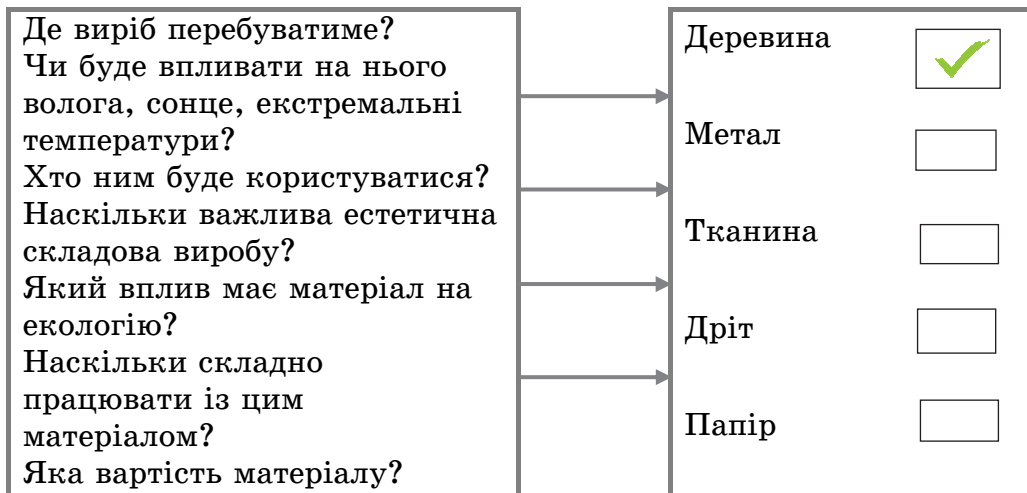 Де виріб перебуватиме?
Чи буде впливати на нього
волога, сонце, екстремальні
температури?
Хто ним буде користуватися?
Наскільки важлива естетична
складова виробу?
Який вплив має матеріал на
екологію?
Наскільки складно
працювати із цим
матеріалом?
Яка вартість матеріалу?
Деревина
Метал
Тканина
Дріт
Папір